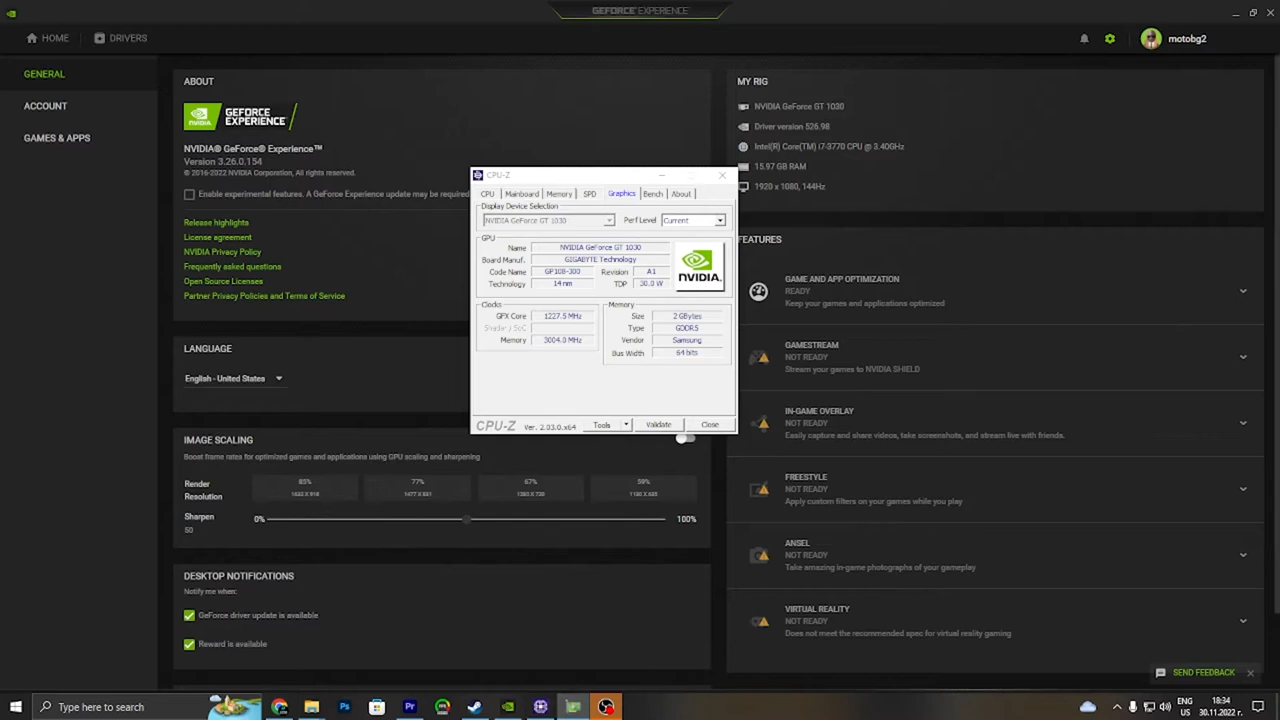 GEFORCE EXPERIENCE
HOME
DRIVERS
motobg2
GENERAL
ACCOUNT
GAMES & APPS
ABOUT
GEFORCE
EXPERIENCE
NVIDIA® GeForce® Experience™
Version 3.26.0.154
© 2016-2022 NVIDIA Corporation, All rights reserved.
Enable experimental features. A GeForce Experience update may be required
Release highlights
License agreement
NVIDIA Privacy Policy
Frequently asked questions
Open Source Licenses
Partner Privacy Policies and Terms of Service
LANGUAGE
English - United States
IMAGE SCALING
Boost frame rates for optimized games and applications using GPU scaling and sharpening
Render
Resolution
85%
77%
67%
59%
Sharpen
0%
100%
50
DESKTOP NOTIFICATIONS
Notify me when:
GeForce driver update is available
Reward is available
CPU-Z
CPU
Mainboard
Memory
SPD
Graphics
Bench
About
Display Device Selection
NVIDIA GeForce GT 1030
Perf Level
Current
GPU
Name
NVIDIA GeForce GT 1030
Board Manuf.
GIGABYTE Technology
Code Name
GP108-300
Revision
A1
Technology
14 nm
TDP
30.0 W
NVIDIA.
Clocks
GFX Core
1227.5 MHz
Shader / SoC
Memory
3004.0 MHz
Memory
Size
2 GBytes
Type
GDDR5
Vendor
Samsung
Bus Width
64 bits
CPU-Z
Ver. 2.03.0.x64
Tools
Validate
Close
MY RIG
NVIDIA GeForce GT 1030
Driver version 526.98
Intel(R) Core(TM) i7-3770 CPU @ 3.40GHz
15.97 GB RAM
1920 x 1080, 144Hz
FEATURES
GAME AND APP OPTIMIZATION
READY
Keep your games and applications optimized
GAMESTREAM
NOT READY
Stream your games to NVIDIA SHIELD
IN-GAME OVERLAY
NOT READY
Easily capture and share videos, take screenshots, and stream live with friends.
FREESTYLE
NOT READY
Apply custom filters on your games while you play
ANSEL
NOT READY
Take amazing in-game photographs of your gameplay
VIRTUAL REALITY
NOT READY
Does not meet the recommended spec for virtual reality gaming
SEND FEEDBACK
Type here to search
ENG
УС
18:34
30.11.2022 г.